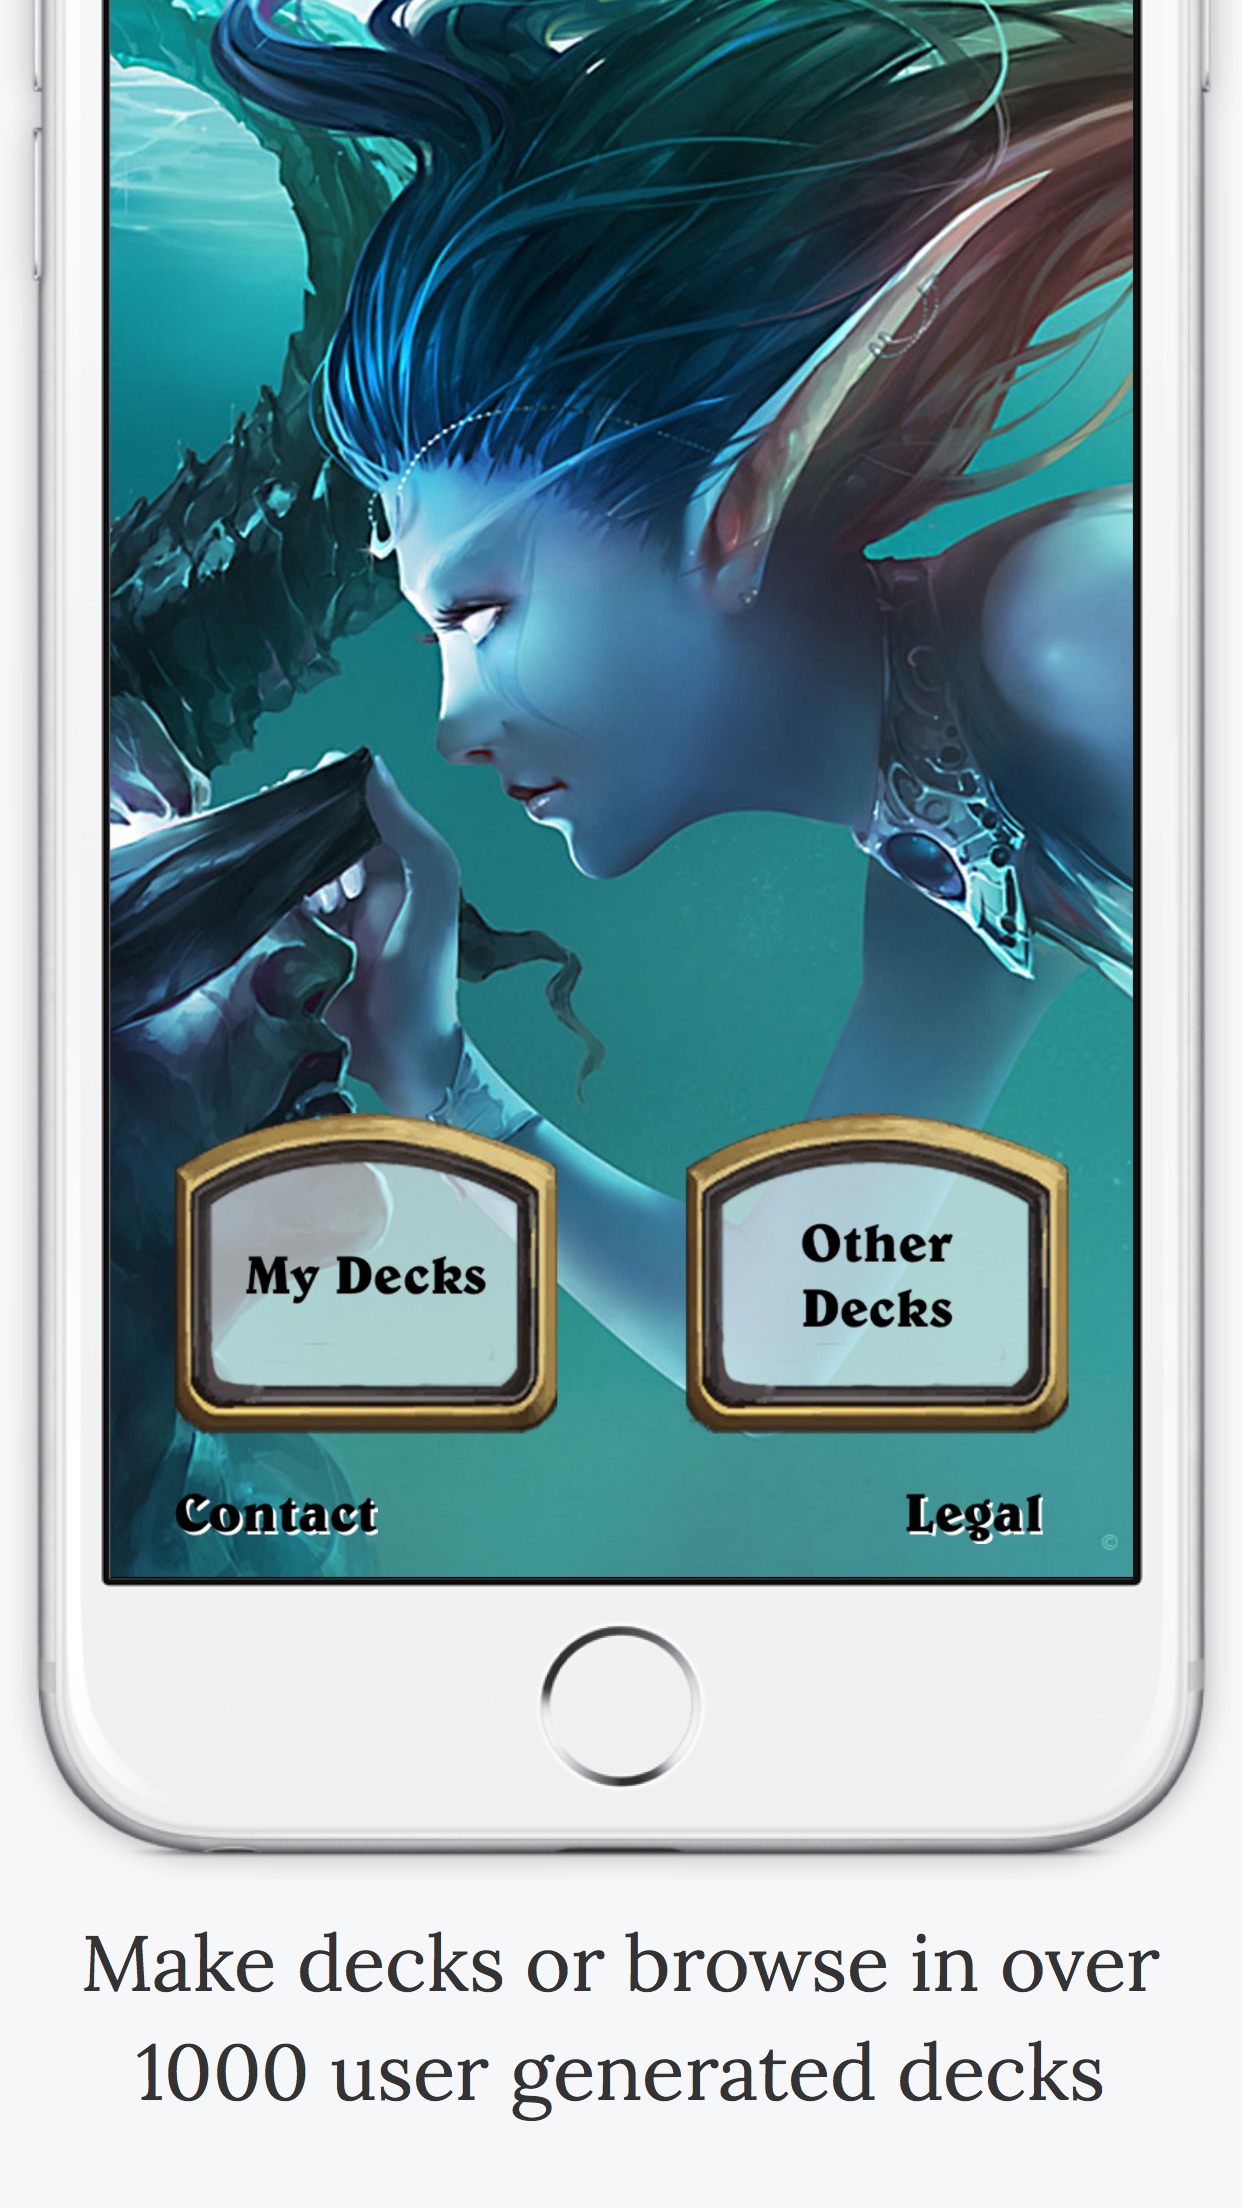 My Decks
Other
Decks
Contact
Legal
©
Make decks or browse in over
1000 user generated decks